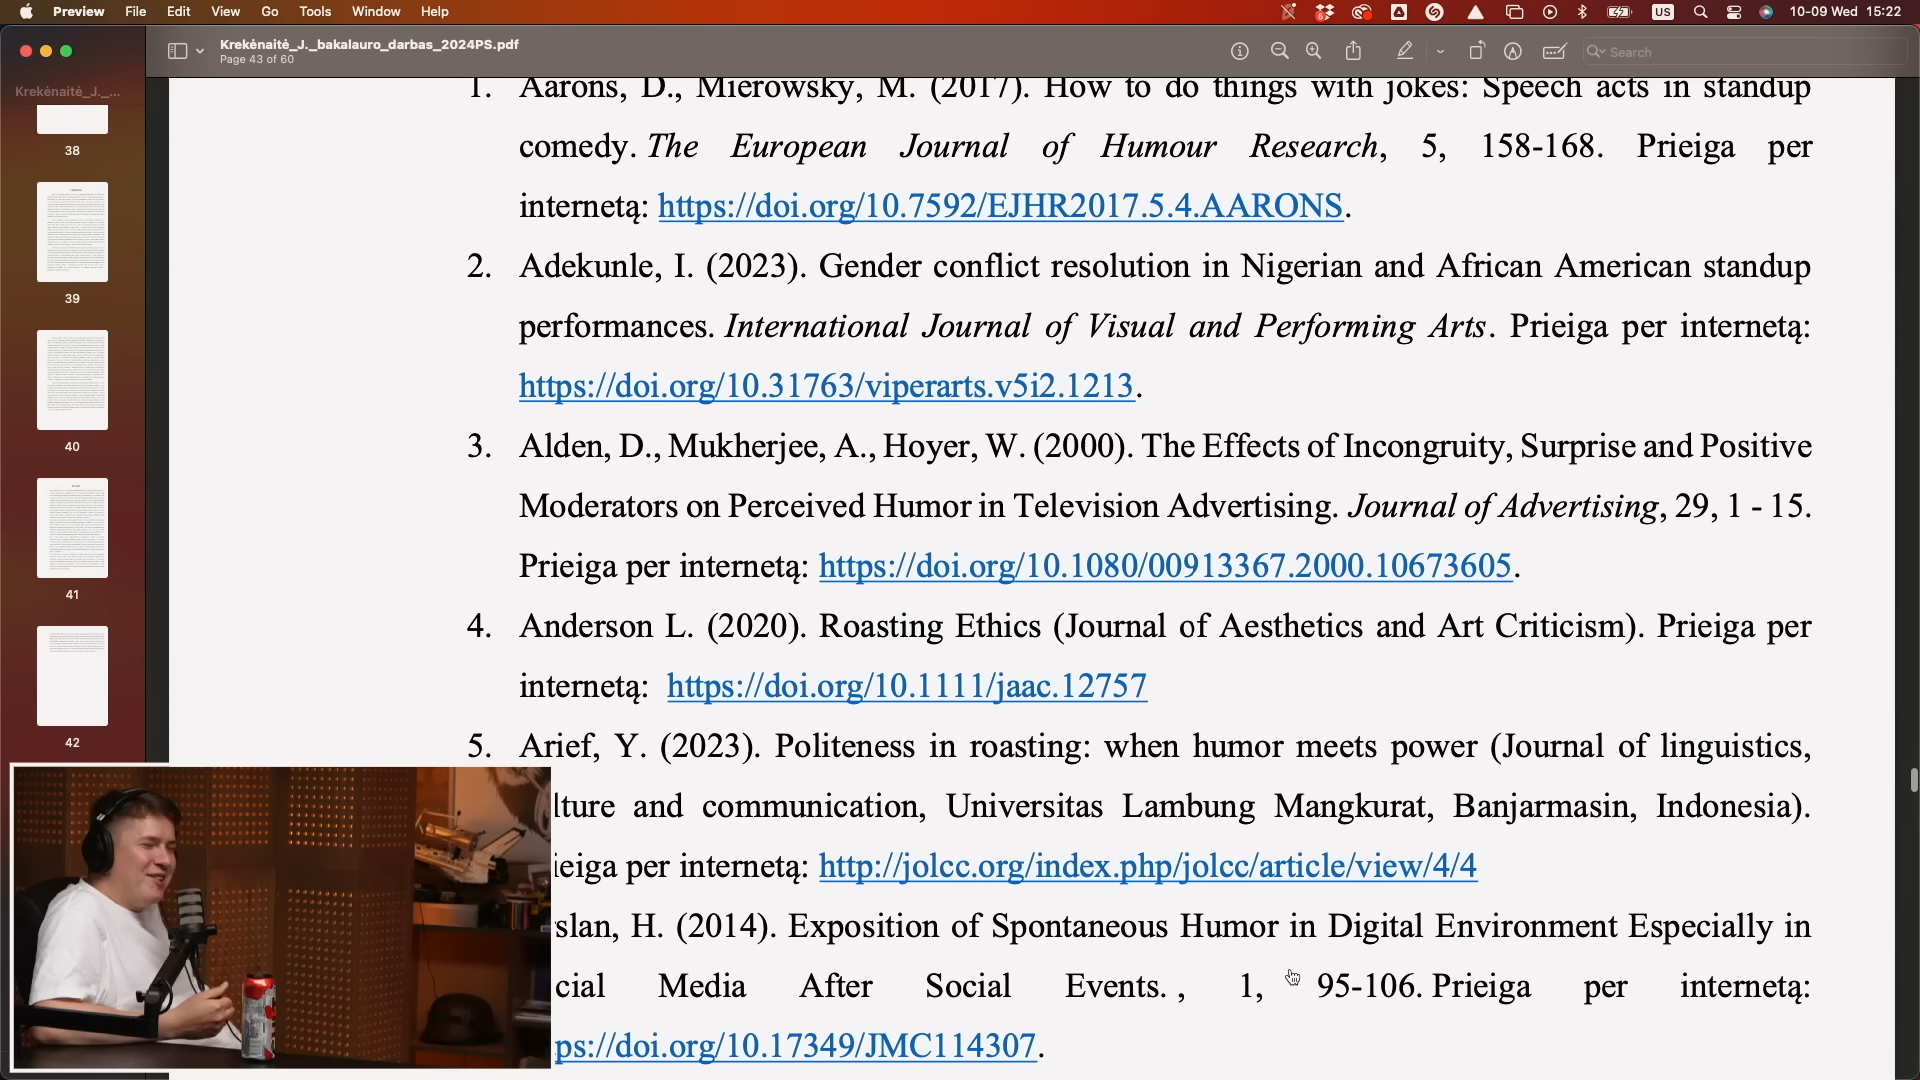 Preview File Edit View Go Tools Window Help US 10-09 Wed 15:22
Krekėnaitė_J._bakalauro_darbas_2024PS.pdf
Page 43 of 60
Search
Krekėnaitė_J._...
38
39
40
41
42
1. Aarons, D., Mierowsky, M. (2017). How to do things with jokes: Speech acts in standup
comedy. The European Journal of Humour Research, 5, 158-168. Prieiga per
internetą: https://doi.org/10.7592/EJHR2017.5.4.AARONS.
2. Adekunle, I. (2023). Gender conflict resolution in Nigerian and African American standup
performances. International Journal of Visual and Performing Arts. Prieiga per internetą:
https://doi.org/10.31763/viperarts.v5i2.1213.
3. Alden, D., Mukherjee, A., Hoyer, W. (2000). The Effects of Incongruity, Surprise and Positive
Moderators on Perceived Humor in Television Advertising. Journal of Advertising, 29, 1 - 15.
Prieiga per internetą: https://doi.org/10.1080/00913367.2000.10673605.
4. Anderson L. (2020). Roasting Ethics (Journal of Aesthetics and Art Criticism). Prieiga per
internetą: https://doi.org/10.1111/jaac.12757
5. Arief, Y. (2023). Politeness in roasting: when humor meets power (Journal of linguistics,
lture and communication, Universitas Lambung Mangkurat, Banjarmasin, Indonesia).
ieiga per internetą: http://jolcc.org/index.php/jolcc/article/view/4/4
slan, H. (2014). Exposition of Spontaneous Humor in Digital Environment Especially in
cial Media After Social Events. , 1, 95-106. Prieiga per internetą:
ps://doi.org/10.17349/JMC114307.